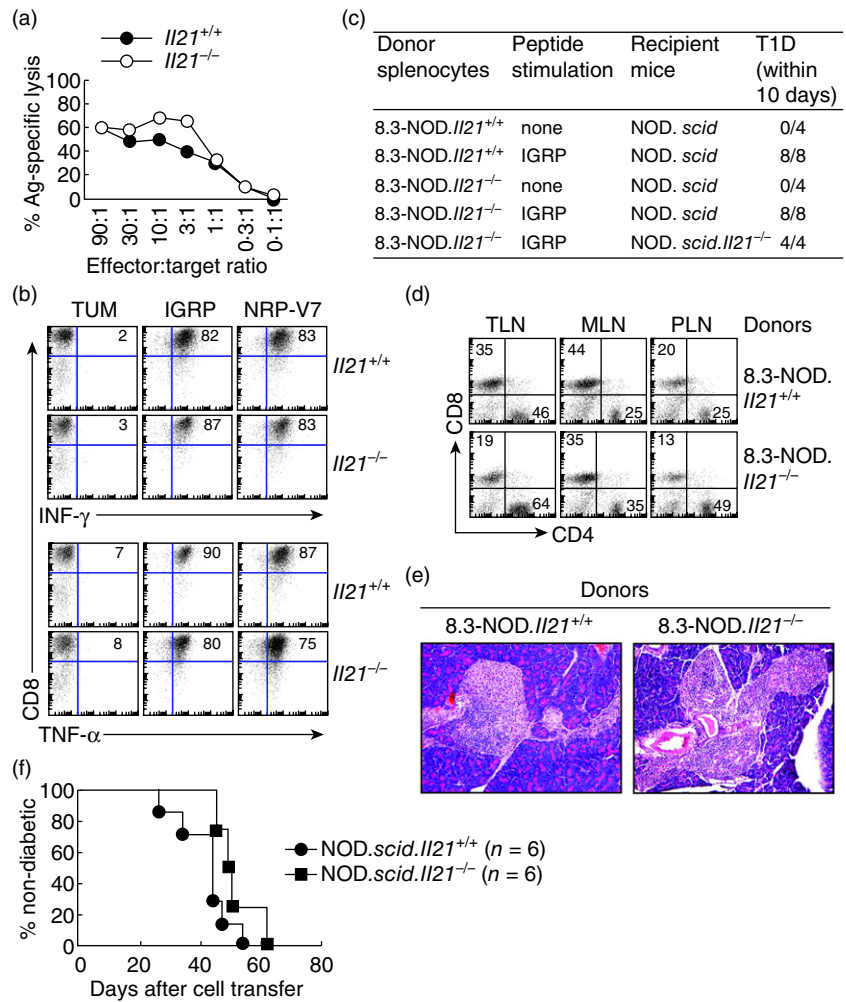 (a)
Il21+/+
Il21−/−
% Ag-specific lysis
100
80
60
40
20
0
90:1
30:1
10:1
3:1
1:1
0·3:1
0·1:1
Effector:target ratio
(c)
Donor splenocytes Peptide stimulation Recipient mice T1D (within 10 days)
8.3-NOD.Il21+/+ none NOD. scid 0/4
8.3-NOD.Il21+/+ IGRP NOD. scid 8/8
8.3-NOD.Il21−/− none NOD. scid 0/4
8.3-NOD.Il21−/− IGRP NOD. scid 8/8
8.3-NOD.Il21−/− IGRP NOD. scid.Il21−/− 4/4
(b)
TUM IGRP NRP-V7
2 82 83 Il21+/+
3 87 83 Il21−/−
INF-γ
7 90 87 Il21+/+
8 80 75 Il21−/−
CD8
TNF-α
(d)
TLN MLN PLN Donors
35 46 44 25 20 25
8.3-NOD.
Il21+/+
19 64 35 35 13 49
8.3-NOD.
Il21−/−
CD8
CD4
(e)
Donors
8.3-NOD.Il21+/+ 8.3-NOD.Il21−/−
(f)
% non-diabetic
100
80
60
40
20
0
0 20 40 60 80
Days after cell transfer
NOD.scid.Il21+/+ (n = 6)
NOD.scid.Il21−/− (n = 6)